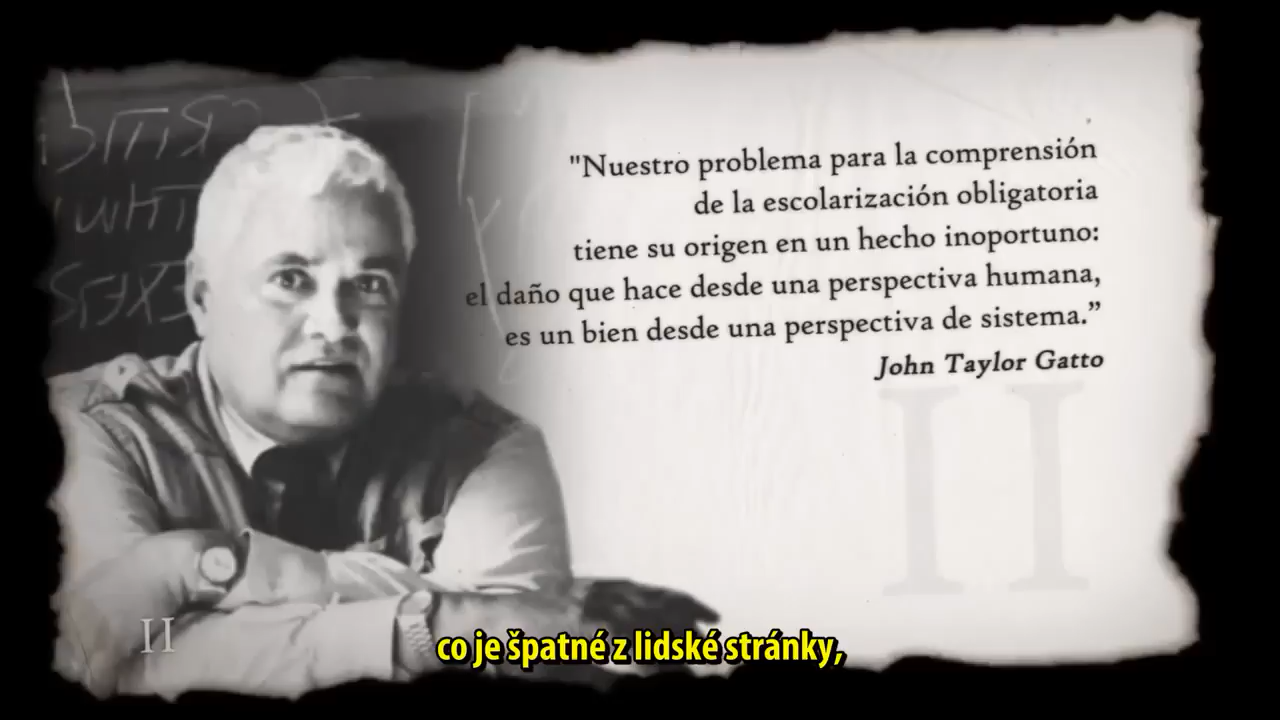 "Nuestro problema para la comprensión
de la escolarización obligatoria
tiene su origen en un hecho inoportuno:
el daño que hace desde una perspectiva humana,
es un bien desde una perspectiva de sistema.”
John Taylor Gatto
II
II
co je špatné z lidské stránky,